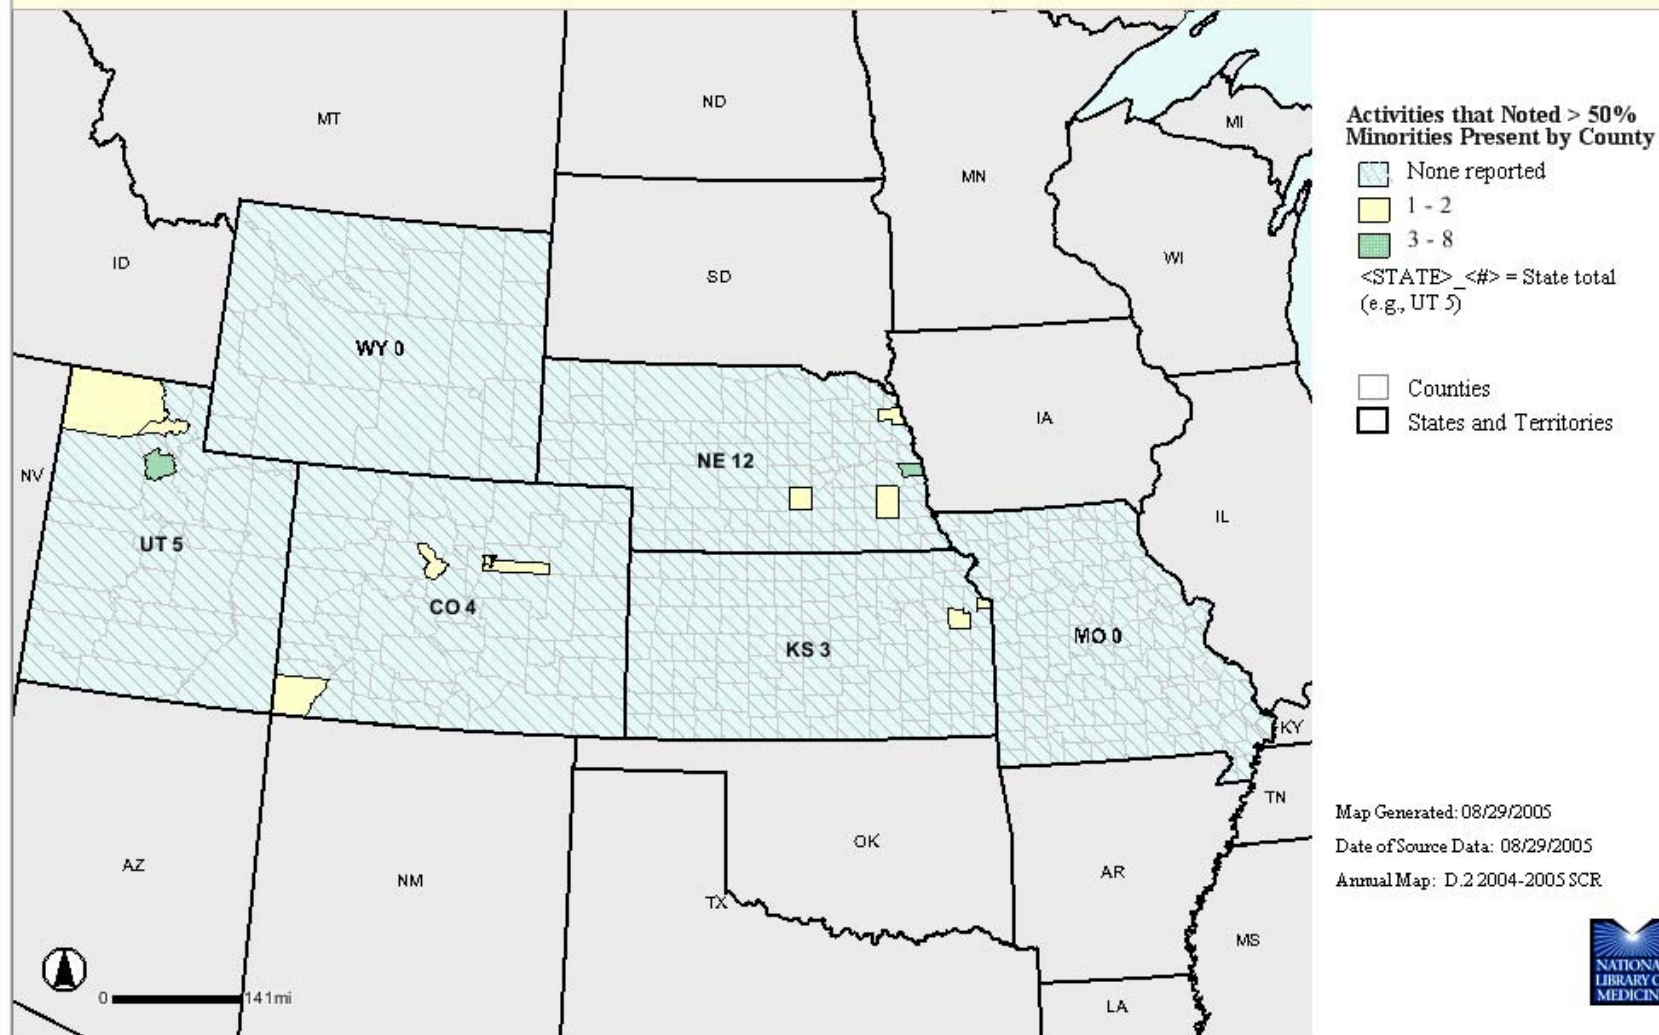 MT
ND
MN
MI
WI
ID
SD
WY 0
IA
NE 12
NV
IL
UT 5
CO 4
KS 3
MO 0
KY
TN
AZ
NM
OK
AR
TX
MS
LA
0 141mi
Activities that Noted > 50%
Minorities Present by County
None reported
1 - 2
3 - 8
<STATE>_<#> = State total
(e.g., UT 5)
Counties
States and Territories
Map Generated: 08/29/2005
Date of Source Data: 08/29/2005
Annual Map: D.2 2004-2005 SCR
NATIONA
LIBRARY O
MEDICIN